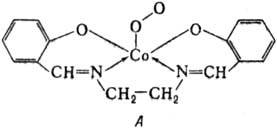 O
O O O
Co
CH=N N=CH
CH₂–CH₂
A